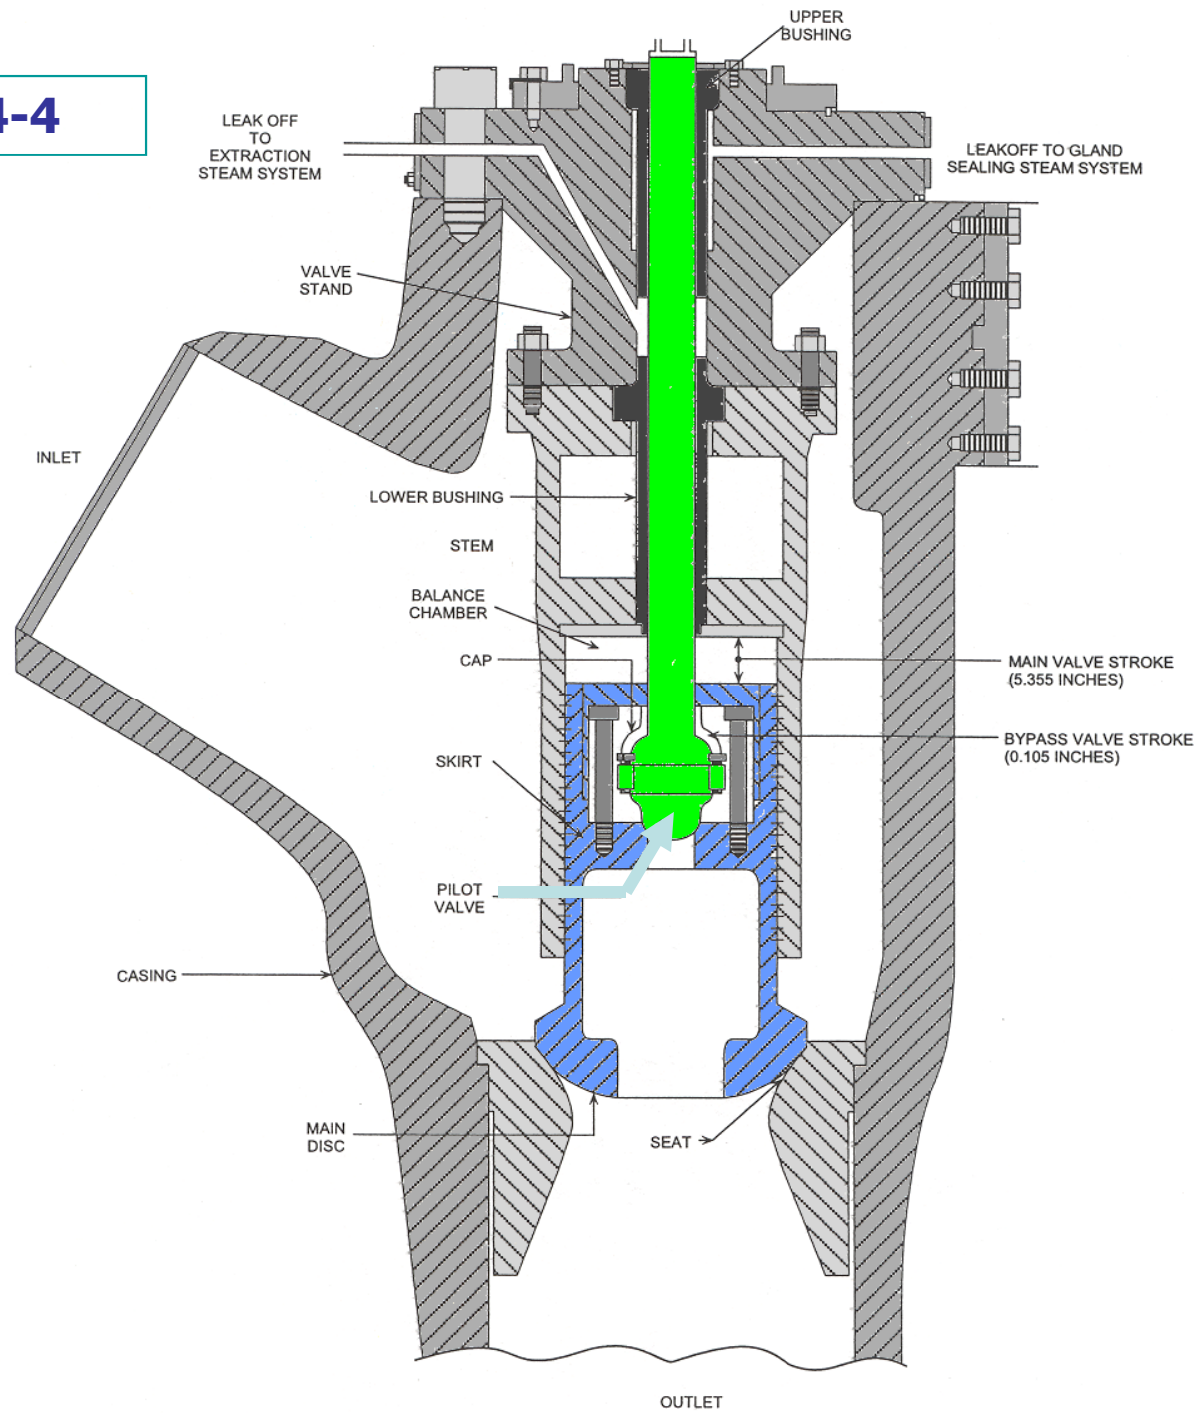 UPPER
BUSHING
4-4
LEAK OFF
TO
EXTRACTION
STEAM SYSTEM
LEAKOFF TO GLAND
SEALING STEAM SYSTEM
VALVE
STAND
INLET
LOWER BUSHING
STEM
BALANCE
CHAMBER
CAP
MAIN VALVE STROKE
(5.355 INCHES)
BYPASS VALVE STROKE
(0.105 INCHES)
SKIRT
PILOT
VALVE
CASING
MAIN
DISC
SEAT
OUTLET